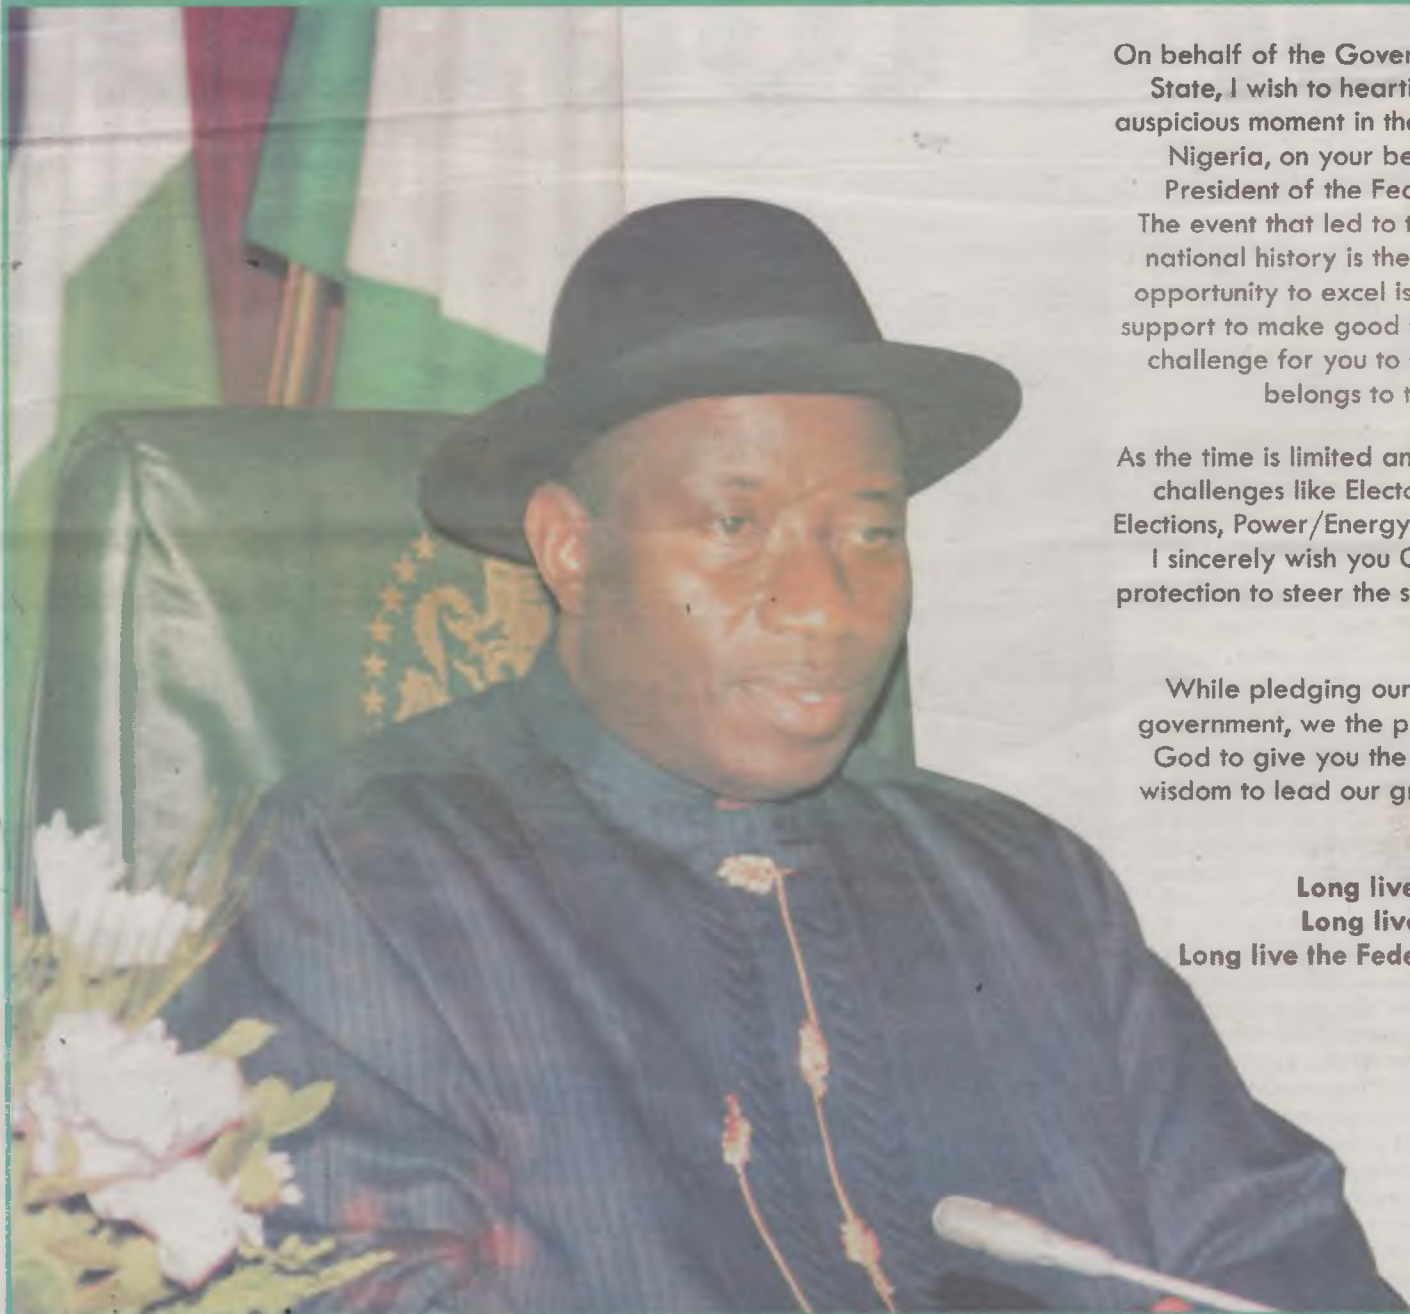 On behalf of the Gover
State, I wish to hearti
auspicious moment in the
Nigeria, on your be
President of the Fed
The event that led to t
national history is the
opportunity to excel is
support to make good
challenge for you to
belongs to t
As the time is limited an
challenges like Electo
Elections, Power/Energy
I sincerely wish you G
protection to steer the s
While pledging our
government, we the p
God to give you the
wisdom to lead our gr
Long live
Long live
Long live the Fede